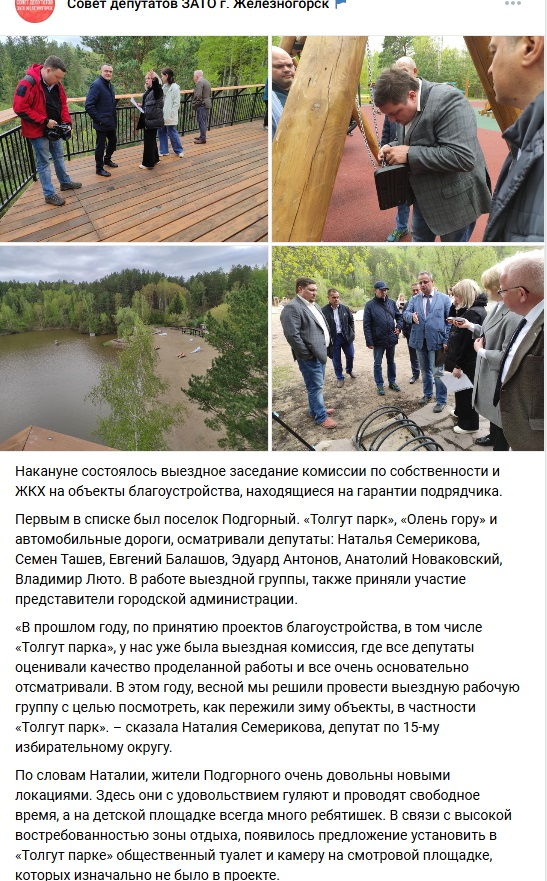 СОВЕТ ДЕПУТАТОВ
Совет депутатов ЗАТО г. Железногорск
Накануне состоялось выездное заседание комиссии по собственности и
ЖКХ на объекты благоустройства, находящиеся на гарантии подрядчика.
Первым в списке был поселок Подгорный. «Толгут парк», «Олень гору» и
автомобильные дороги, осматривали депутаты: Наталья Семерикова,
Семен Ташев, Евгений Балашов, Эдуард Антонов, Анатолий Новаковский,
Владимир Люто. В работе выездной группы, также приняли участие
представители городской администрации.
«В прошлом году, по принятию проектов благоустройства, в том числе
«Толгут парка», у нас уже была выездная комиссия, где все депутаты
оценивали качество проделанной работы и все очень основательно
отсматривали. В этом году, весной мы решили провести выездную рабочую
группу с целью посмотреть, как пережили зиму объекты, в частности
«Толгут парк». – сказала Наталия Семерикова, депутат по 15-му
избирательному округу.
По словам Наталии, жители Подгорного очень довольны новыми
локациями. Здесь они с удовольствием гуляют и проводят свободное
время, а на детской площадке всегда много ребятишек. В связи с высокой
востребованностью зоны отдыха, появилось предложение установить в
«Толгут парке» общественный туалет и камеру на смотровой площадке,
которых изначально не было в проекте.